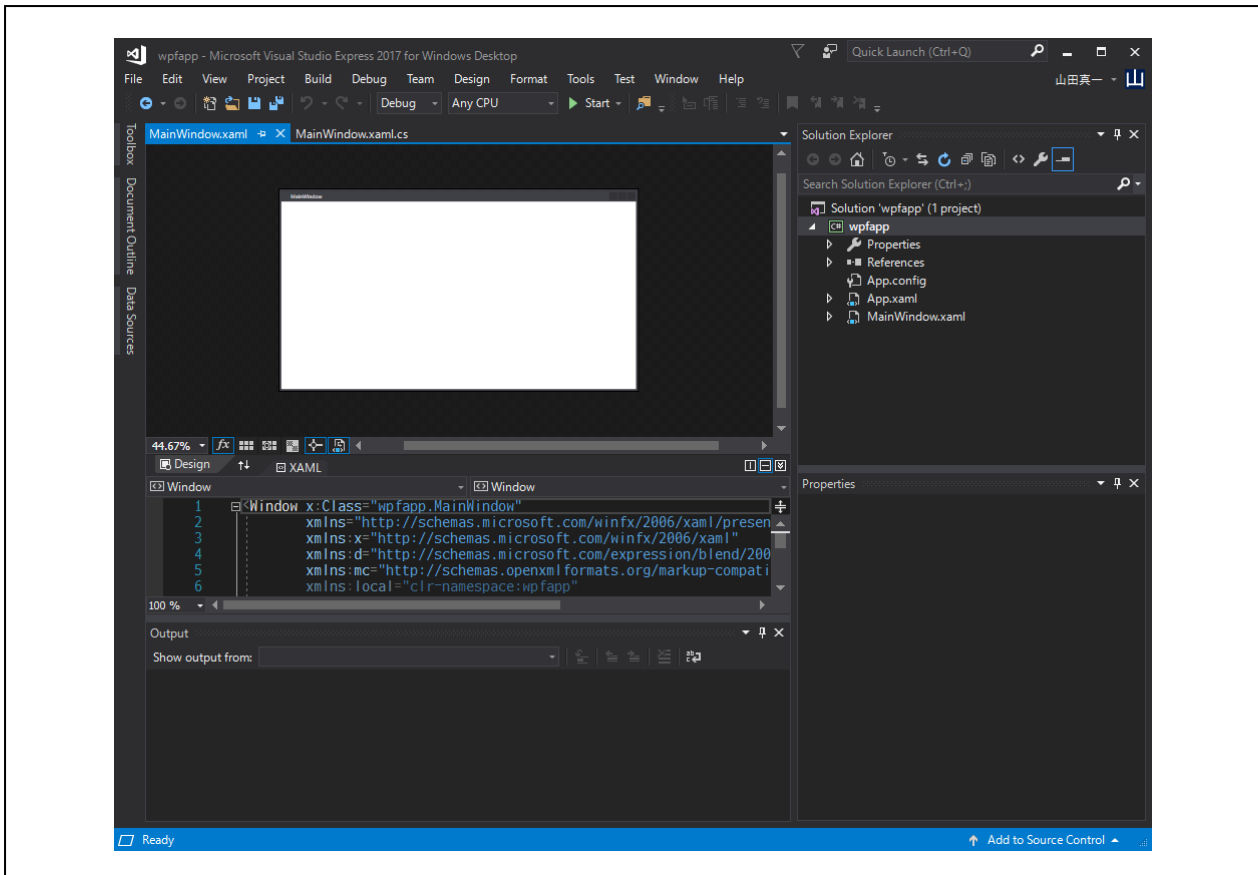 wpfapp - Microsoft Visual Studio Express 2017 for Windows Desktop
Quick Launch (Ctrl+Q)
File Edit View Project Build Debug Team Design Format Tools Test Window Help
山田真一 山
Debug Any CPU Start
Toolbox
Document Outline
Data Sources
MainWindow.xaml MainWindow.xaml.cs
MainWindow
44.67% fx
Design XAML
Window Window
1 <Window x:Class="wpfapp.MainWindow"
2 xmlns="http://schemas.microsoft.com/winfx/2006/xaml/presen
3 xmlns:x="http://schemas.microsoft.com/winfx/2006/xaml"
4 xmlns:d="http://schemas.microsoft.com/expression/blend/200
5 xmlns:mc="http://schemas.openxmlformats.org/markup-compati
6 xmlns:local="clr-namespace:wpfapp"
100 %
Output
Show output from:
Solution Explorer
Search Solution Explorer (Ctrl+;)
Solution 'wpfapp' (1 project)
C# wpfapp
Properties
References
App.config
App.xaml
MainWindow.xaml
Properties
Ready
Add to Source Control